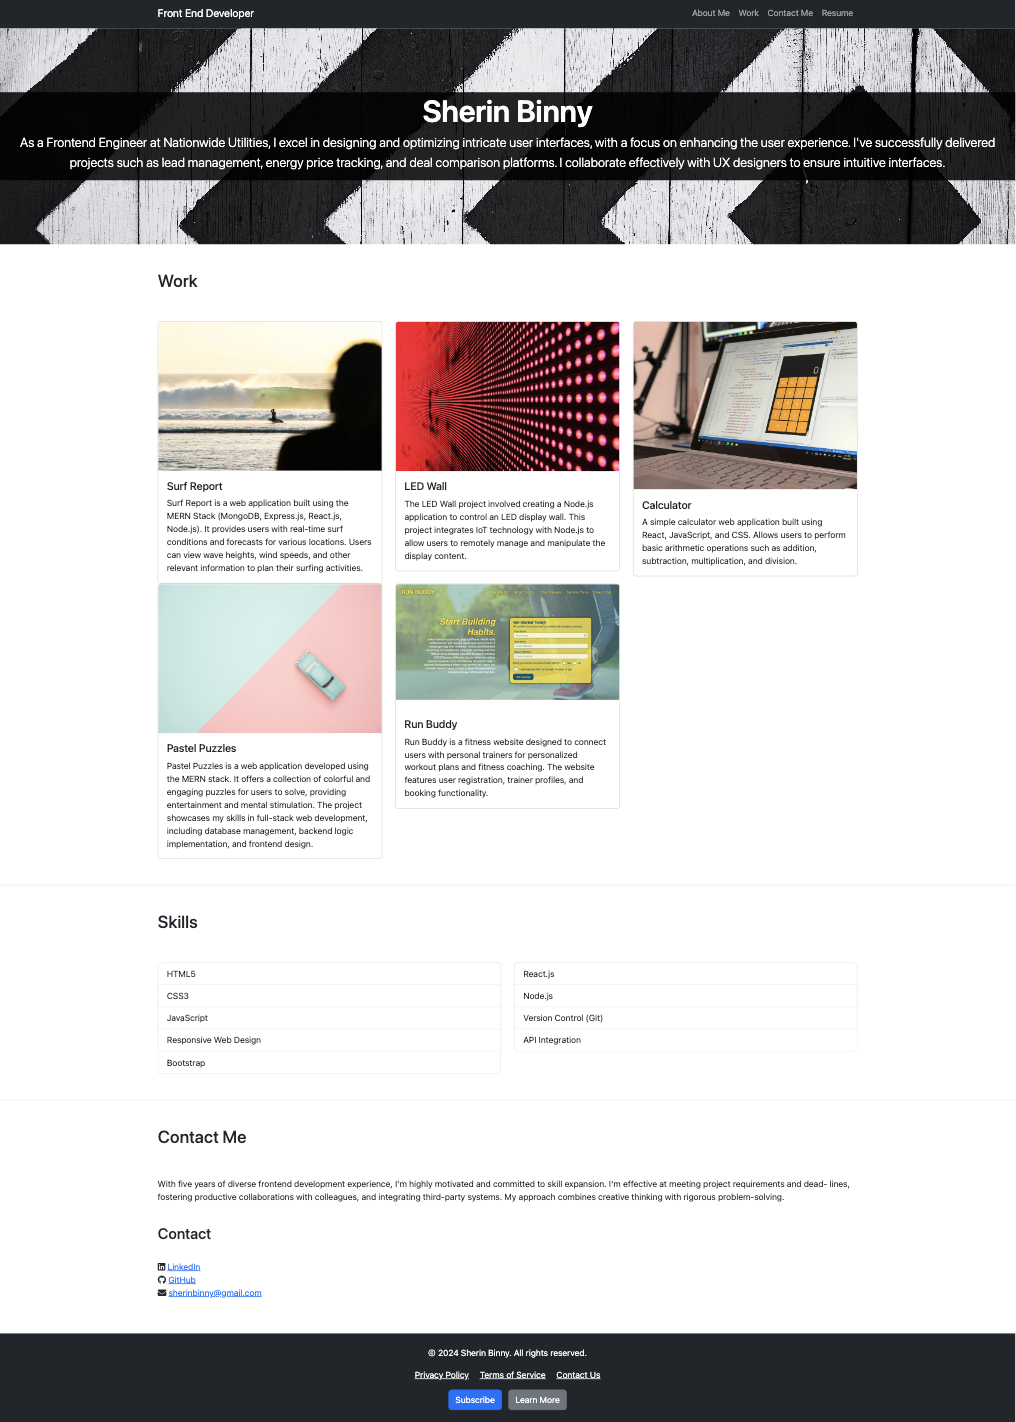 Front End Developer
About Me Work Contact Me Resume
Sherin Binny
As a Frontend Engineer at Nationwide Utilities, I excel in designing and optimizing intricate user interfaces, with a focus on enhancing the user experience. I've successfully delivered
projects such as lead management, energy price tracking, and deal comparison platforms. I collaborate effectively with UX designers to ensure intuitive interfaces.
Work
Surf Report
Surf Report is a web application built using the
MERN Stack (MongoDB, Express.js, React.js,
Node.js). It provides users with real-time surf
conditions and forecasts for various locations. Users
can view wave heights, wind speeds, and other
relevant information to plan their surfing activities.
LED Wall
The LED Wall project involved creating a Node.js
application to control an LED display wall. This
project integrates IoT technology with Node.js to
allow users to remotely manage and manipulate the
display content.
0
Calculator
A simple calculator web application built using
React, JavaScript, and CSS. Allows users to perform
basic arithmetic operations such as addition,
subtraction, multiplication, and division.
Pastel Puzzles
Pastel Puzzles is a web application developed using
the MERN stack. It offers a collection of colorful and
engaging puzzles for users to solve, providing
entertainment and mental stimulation. The project
showcases my skills in full-stack web development,
including database management, backend logic
implementation, and frontend design.
RUN BUDDY
Start Building
Habits.
Get Started Today!
Run Buddy
Run Buddy is a fitness website designed to connect
users with personal trainers for personalized
workout plans and fitness coaching. The website
features user registration, trainer profiles, and
booking functionality.
Skills
HTML5
CSS3
JavaScript
Responsive Web Design
Bootstrap
React.js
Node.js
Version Control (Git)
API Integration
Contact Me
With five years of diverse frontend development experience, I'm highly motivated and committed to skill expansion. I'm effective at meeting project requirements and dead- lines,
fostering productive collaborations with colleagues, and integrating third-party systems. My approach combines creative thinking with rigorous problem-solving.
Contact
LinkedIn
GitHub
sherinbinny@gmail.com
© 2024 Sherin Binny. All rights reserved.
Privacy Policy Terms of Service Contact Us
Subscribe Learn More